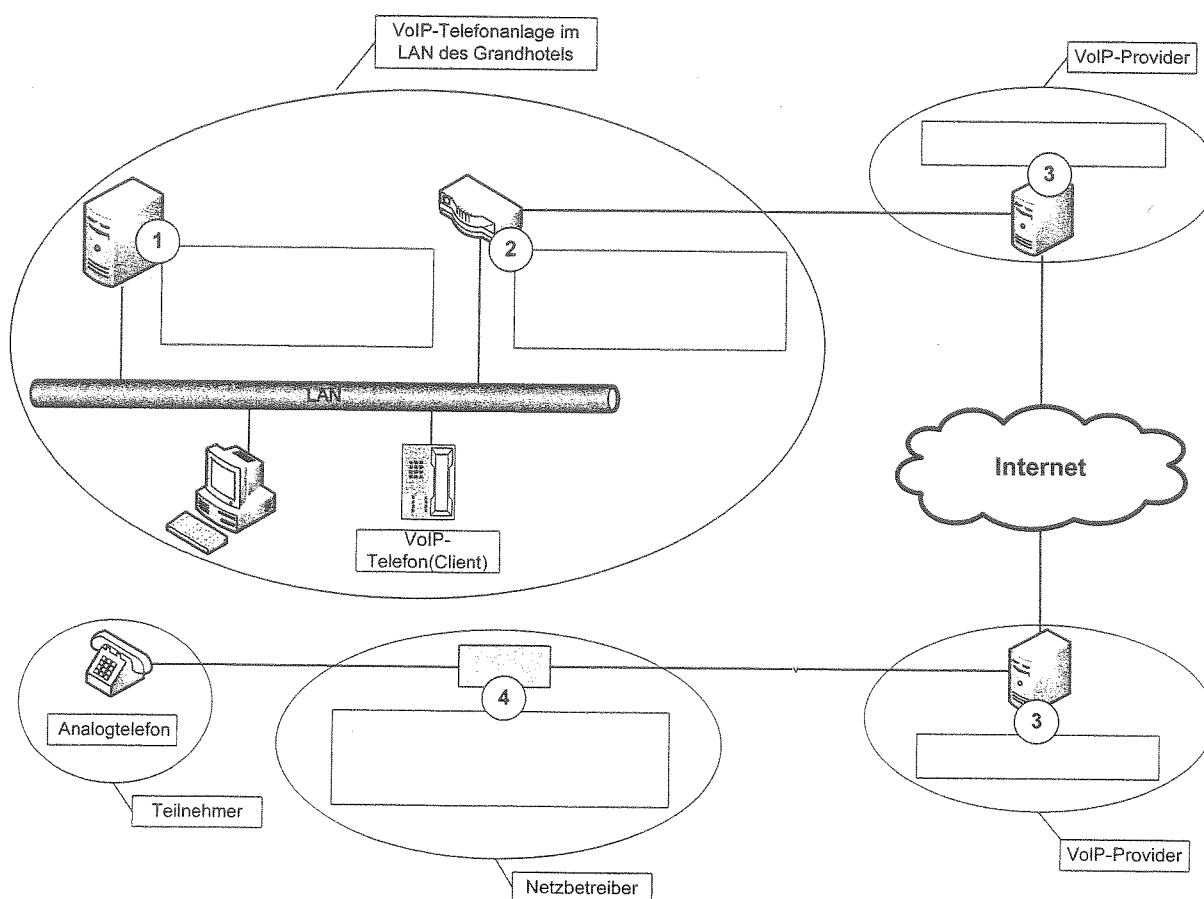 VoIP-Telefonanlage im
LAN des Grandhotels
VoIP-Provider
3
1
2
LAN
Internet
VoIP-
Telefon(Client)
4
3
Analogtelefon
Teilnehmer
VoIP-Provider
Netzbetreiber